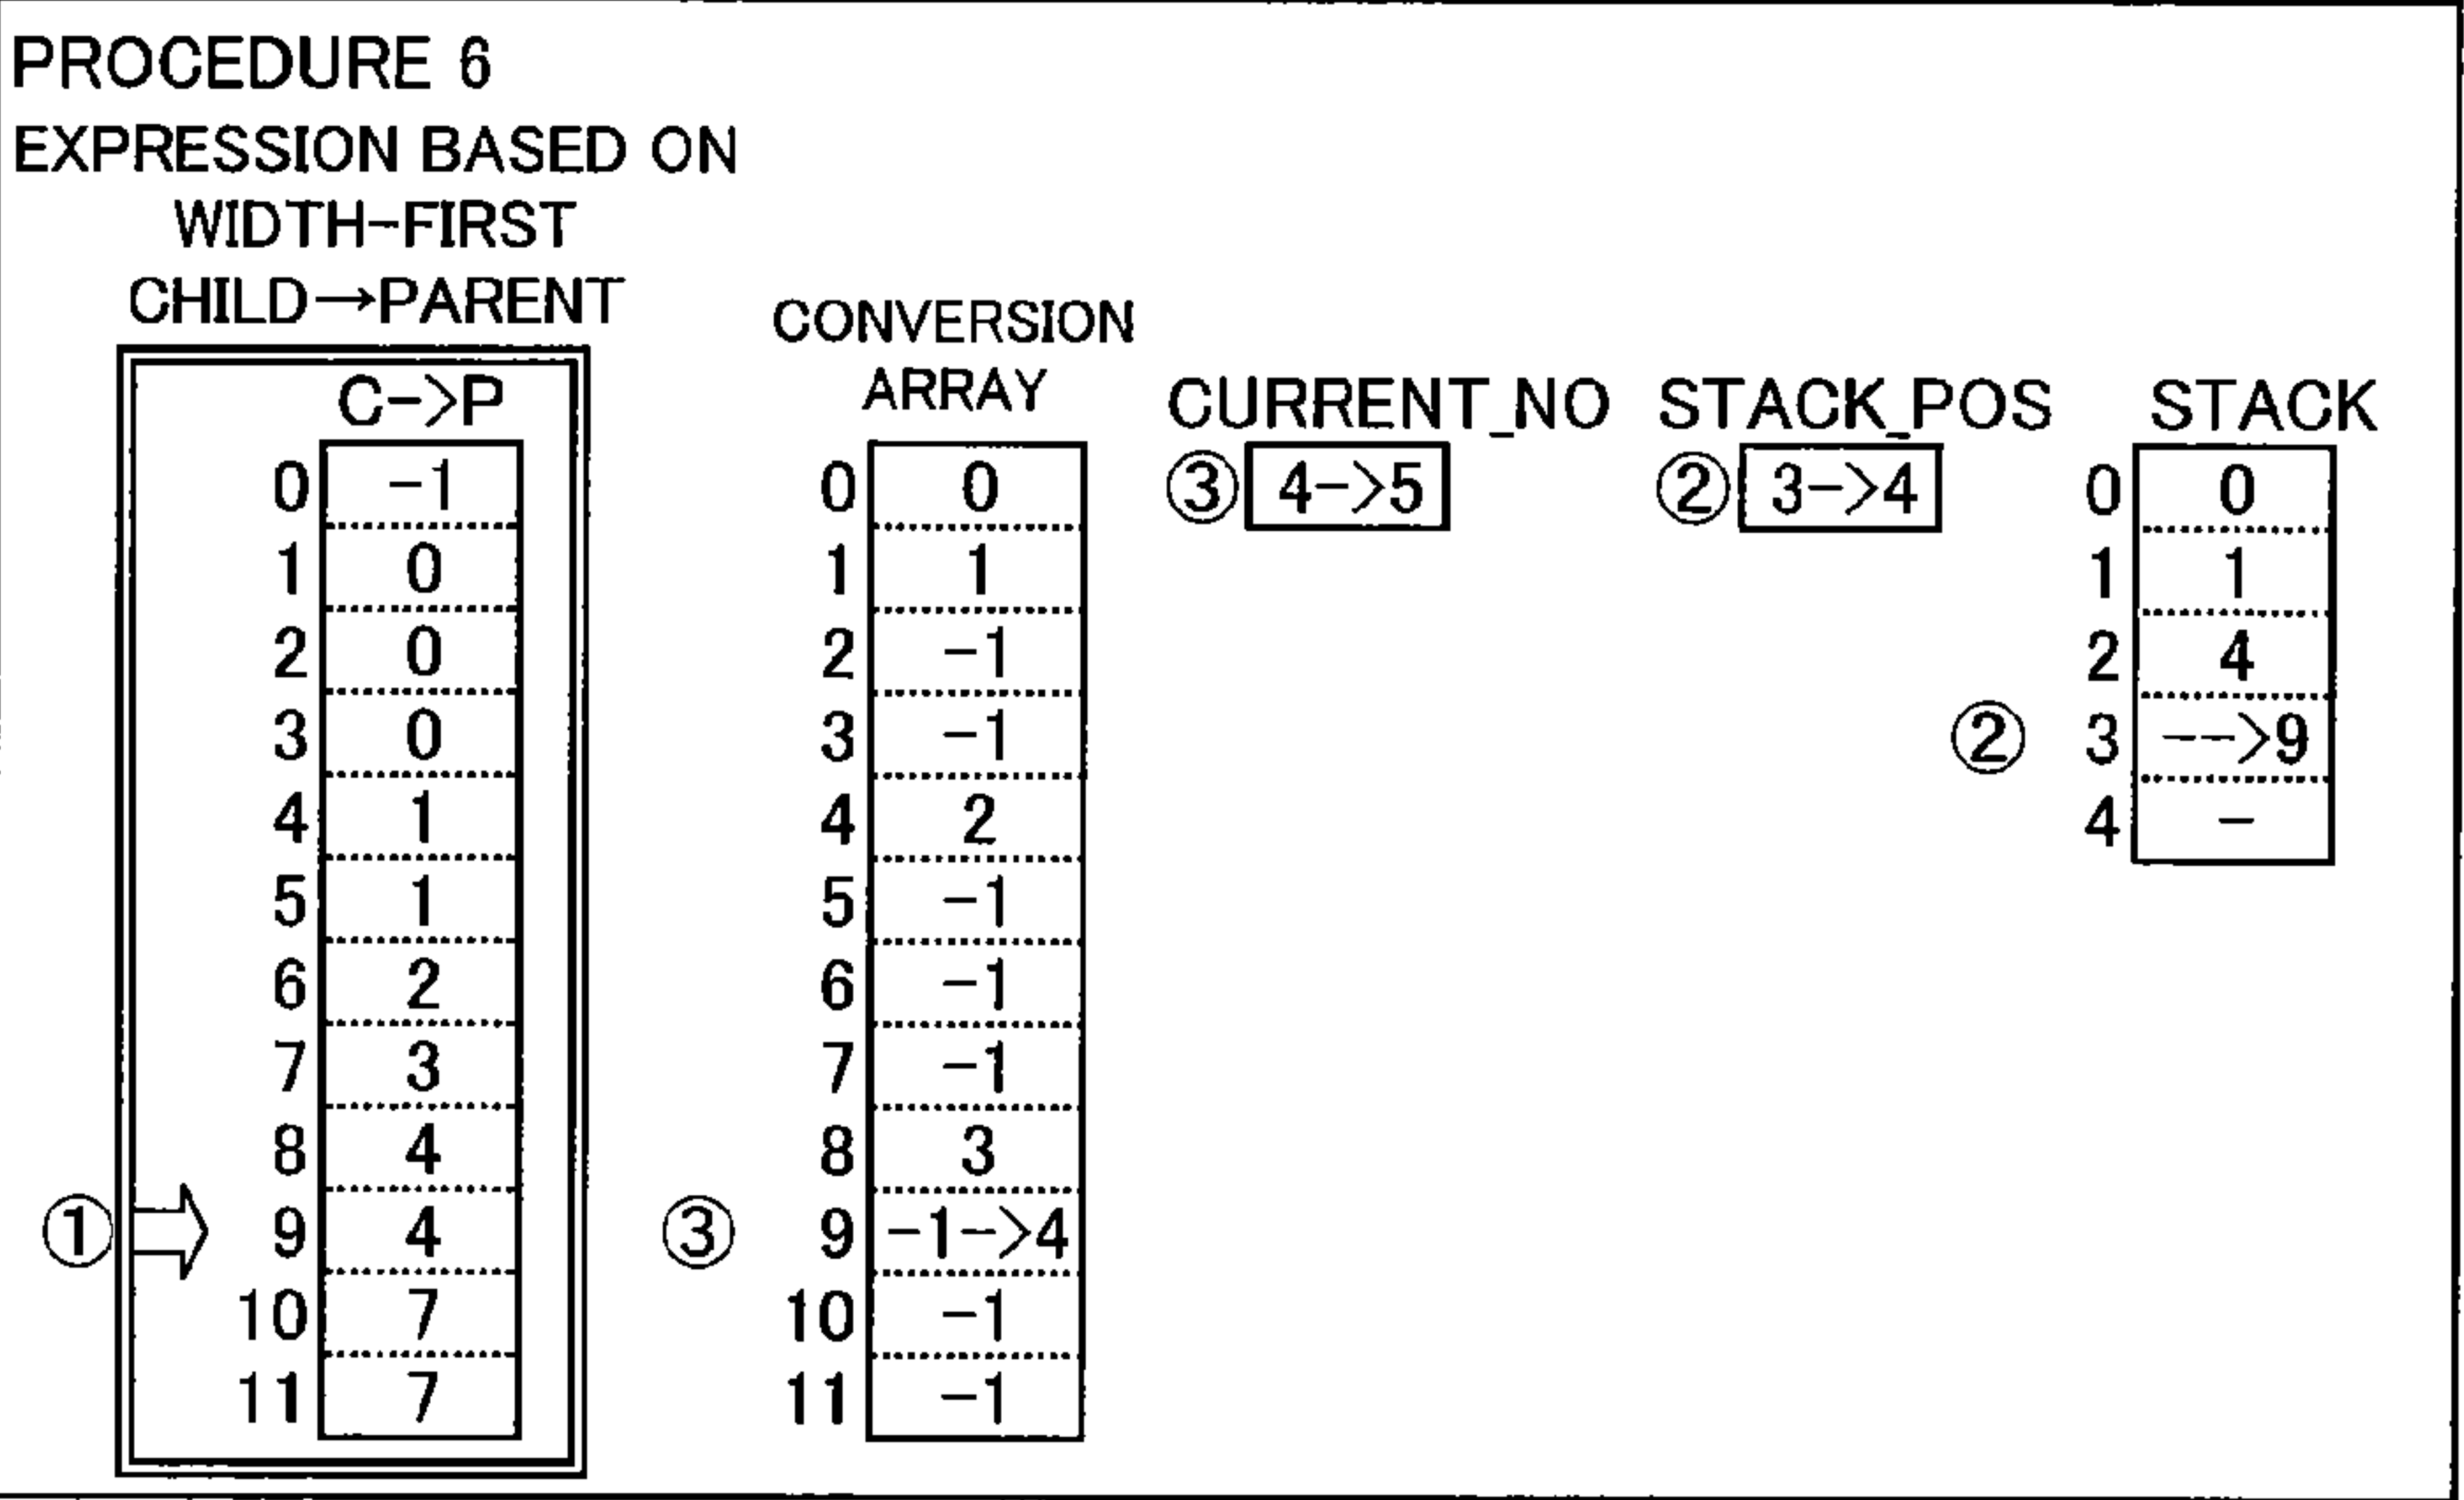 PROCEDURE 6
EXPRESSION BASED ON
WIDTH-FIRST
CHILD→PARENT
CONVERSION
ARRAY
C->P
CURRENT_NO
STACK_POS
STACK
0 -1 0 0 ③ 4->5 ② 3->4 0 0
1 0 1 1 1 1
2 0 2 -1 2 4
3 0 3 -1 ② 3 -->9
4 1 4 2 4 -
5 1 5 -1
6 2 6 -1
7 3 7 -1
8 4 8 3
① 9 4 ③ 9 -1->4
10 7 10 -1
11 7 11 -1